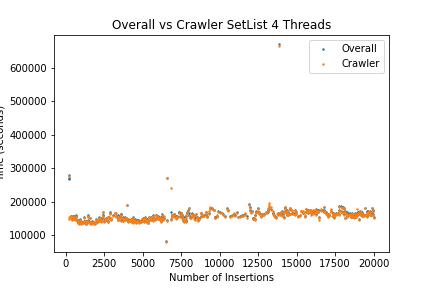 Overall vs Crawler SetList 4 Threads
Overall
Crawler
600000
500000
400000
300000
200000
100000
0 2500 5000 7500 10000 12500 15000 17500 20000
Number of Insertions
(seconds)